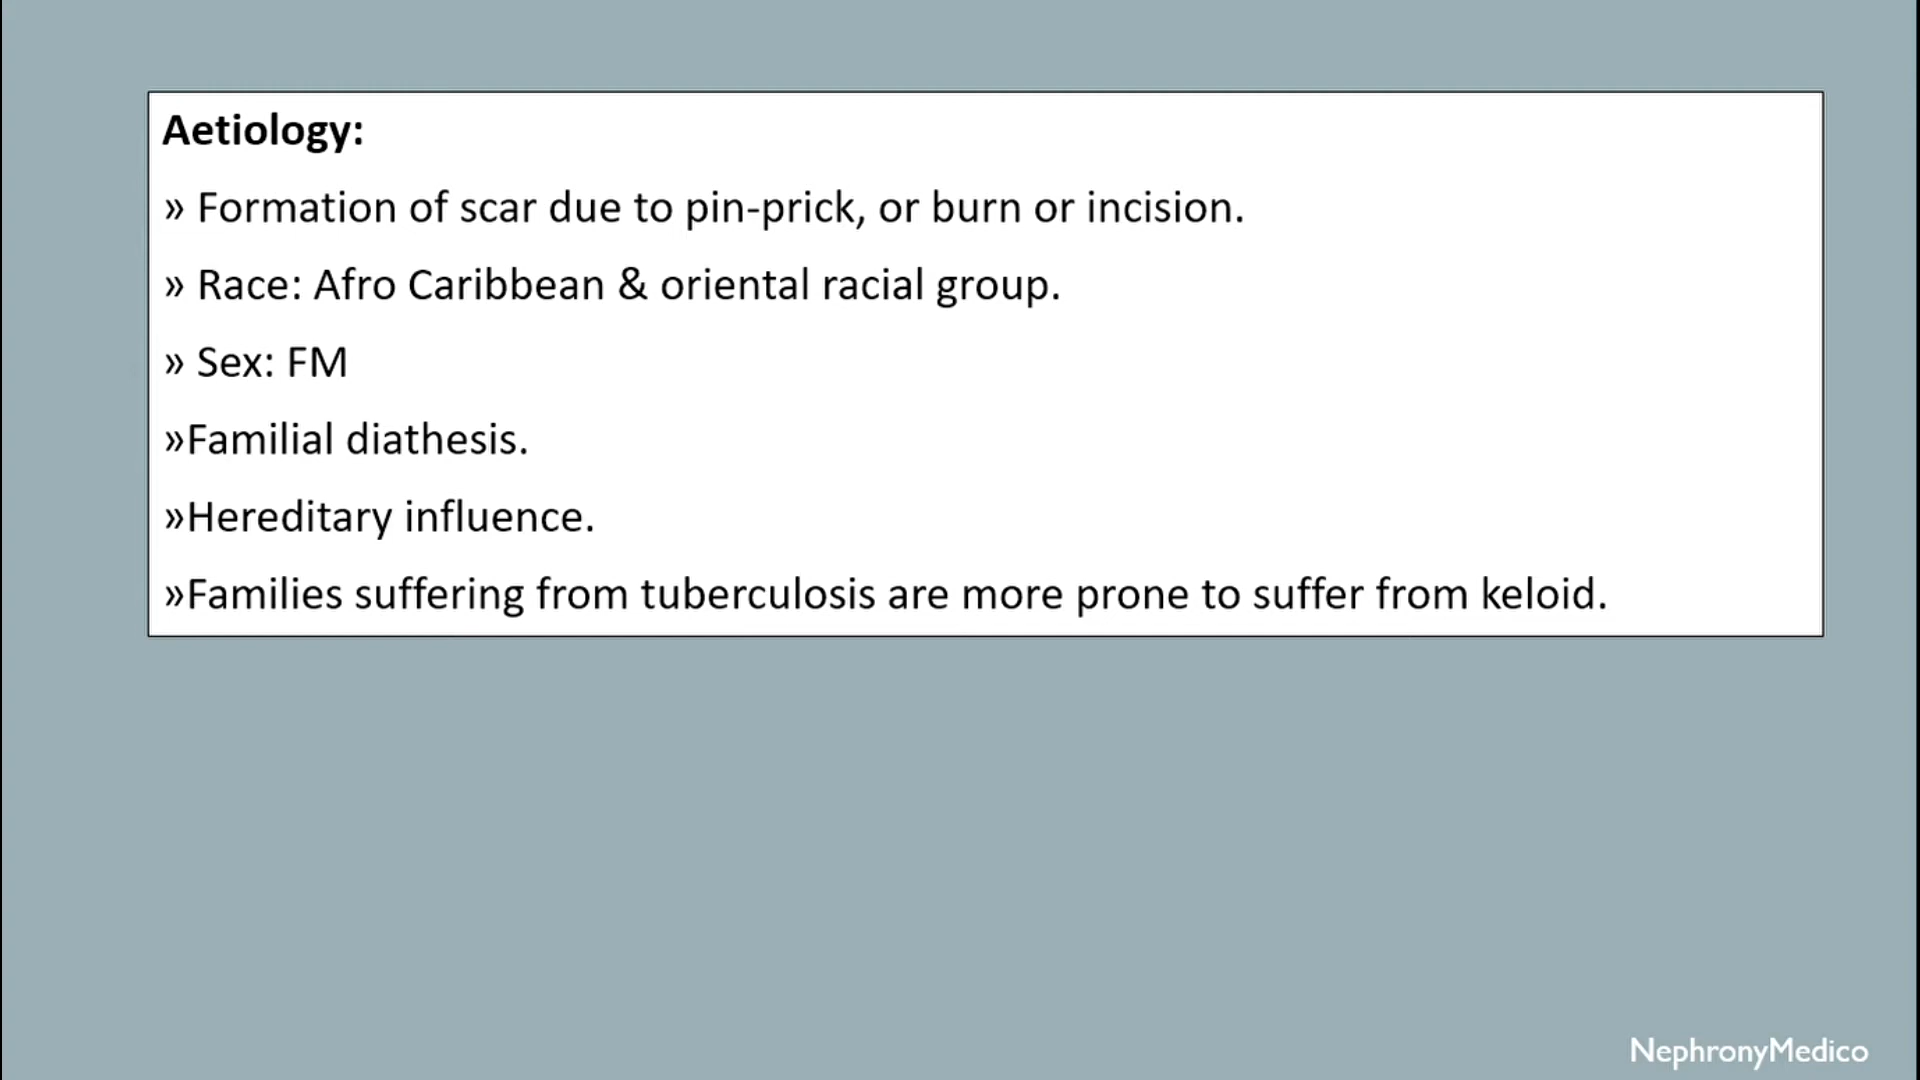 Aetiology:
» Formation of scar due to pin-prick, or burn or incision.
» Race: Afro Caribbean & oriental racial group.
» Sex: FM
»Familial diathesis.
»Hereditary influence.
»Families suffering from tuberculosis are more prone to suffer from keloid.
NephronyMedico